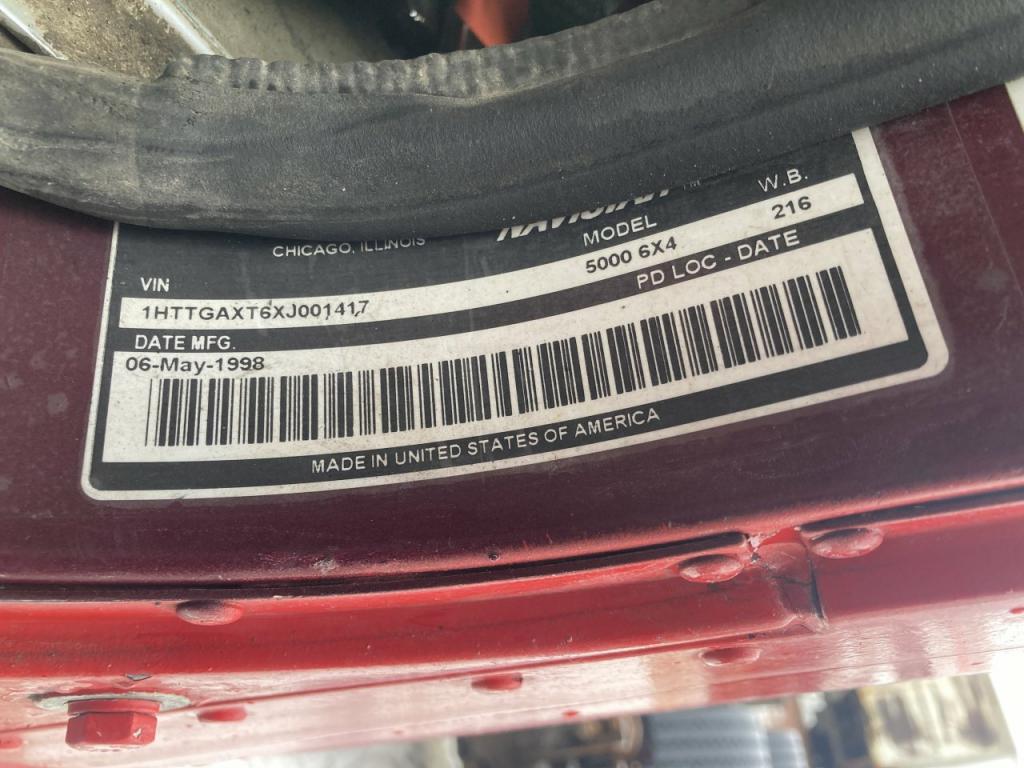 CHICAGO, ILLINOIS
NAVISTAR TM
VIN MODEL W.B.
1HTTGAXT6XJ001417 5000 6X4 216
DATE MFG. PD LOC - DATE
06-May-1998
MADE IN UNITED STATES OF AMERICA